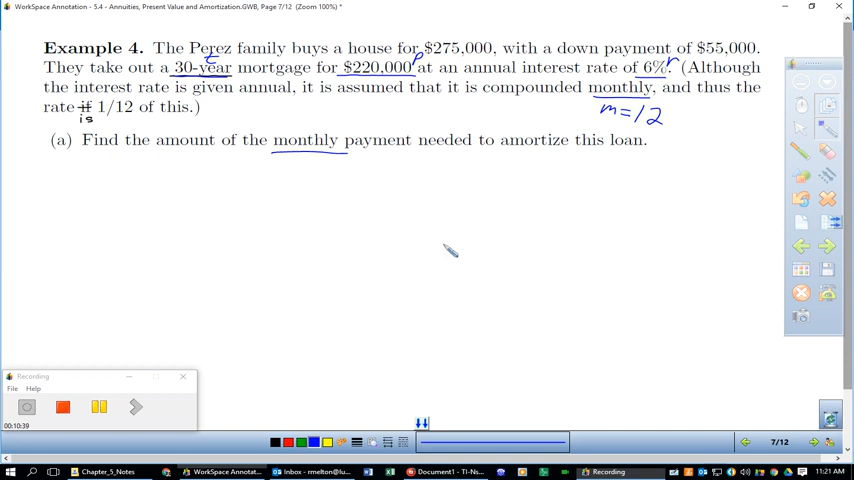 WorkSpace Annotation - 5.4 - Annuities, Present Value and Amortization.GWB, Page 7/12 (Zoom 100%) *
Example 4. The Perez family buys a house for $275,000, with a down payment of $55,000.
t
P
r
They take out a 30-year mortgage for $220,000 at an annual interest rate of 6%. (Although
the interest rate is given annual, it is assumed that it is compounded monthly, and thus the
rate if 1/12 of this.)
is
m=12
(a) Find the amount of the monthly payment needed to amortize this loan.
Recording
File Help
00:10:39
7/12
Chapter_5_Notes
WorkSpace Annotat...
Inbox - rmelton@lu...
Document1 - TI-Ns...
Recording
11:21 AM